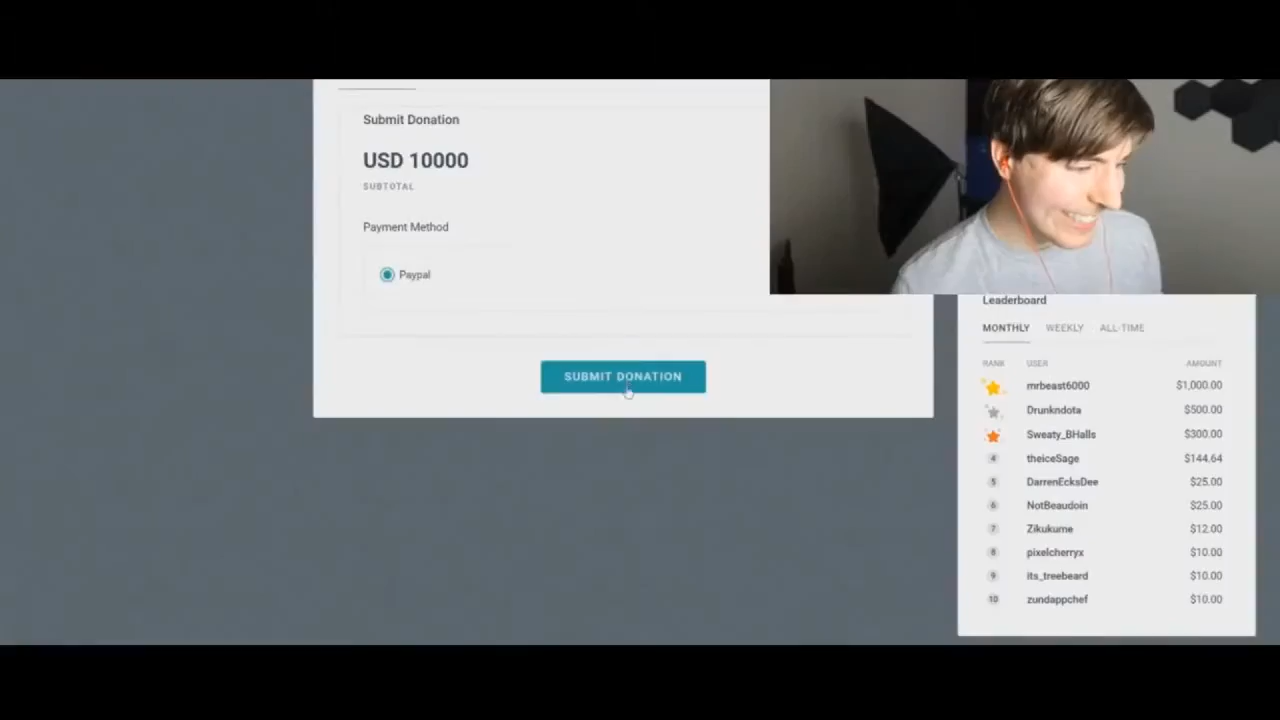 Submit Donation
USD 10000
SUBTOTAL
Payment Method
Paypal
SUBMIT DONATION
Leaderboard
MONTHLY WEEKLY ALL-TIME
RANK USER AMOUNT
mrbeast6000 $1,000.00
Drunkndota $500.00
Sweaty_BHalls $300.00
4 theiceSage $144.64
5 DarrenEcksDee $25.00
6 NotBeaudoin $25.00
7 Zikukume $12.00
8 pixelcherryx $10.00
9 its_treebeard $10.00
10 zundappchef $10.00